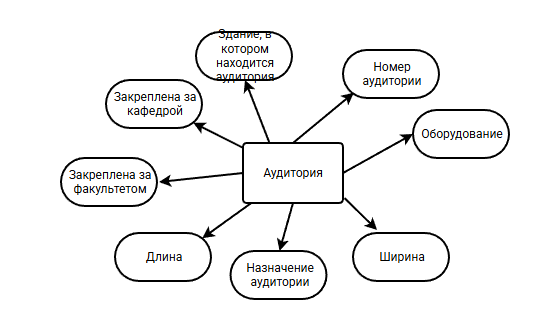 Здание, в
котором
находится
аудитория
Номер
аудитории
Закреплена за
кафедрой
Оборудование
Аудитория
Закреплена за
факультетом
Длина
Назначение
аудитории
Ширина